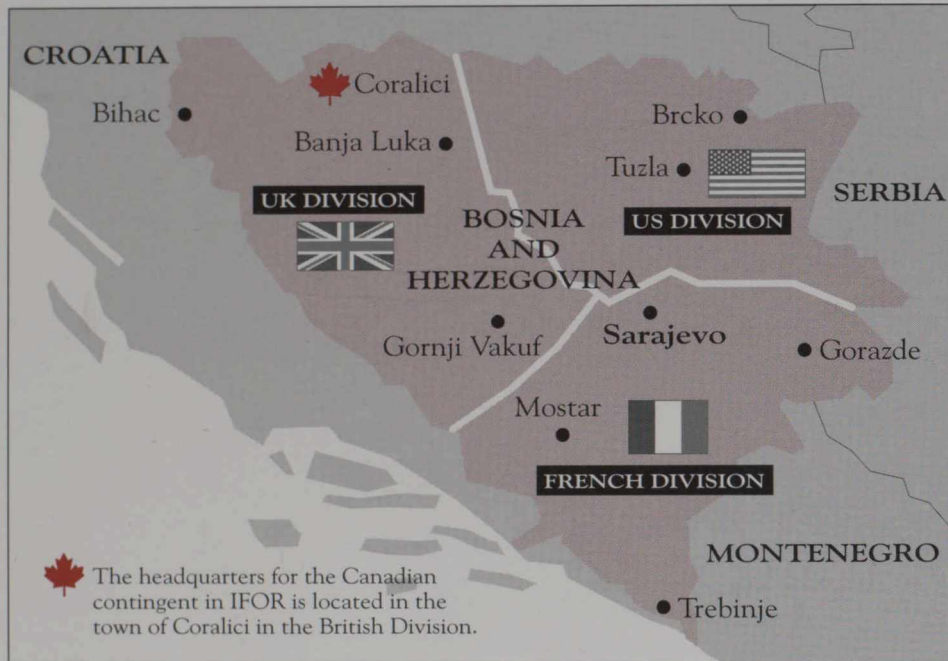 CROATIA
Coralici
Bihac
Brcko
Banja Luka
Tuzla
SERBIA
UK DIVISION
US DIVISION
BOSNIA
AND
HERZEGOVINA
Gornji Vakuf
Sarajevo
Gorazde
Mostar
FRENCH DIVISION
MONTENEGRO
The headquarters for the Canadian
contingent in IFOR is located in the
town of Coralici in the British Division.
Trebinje